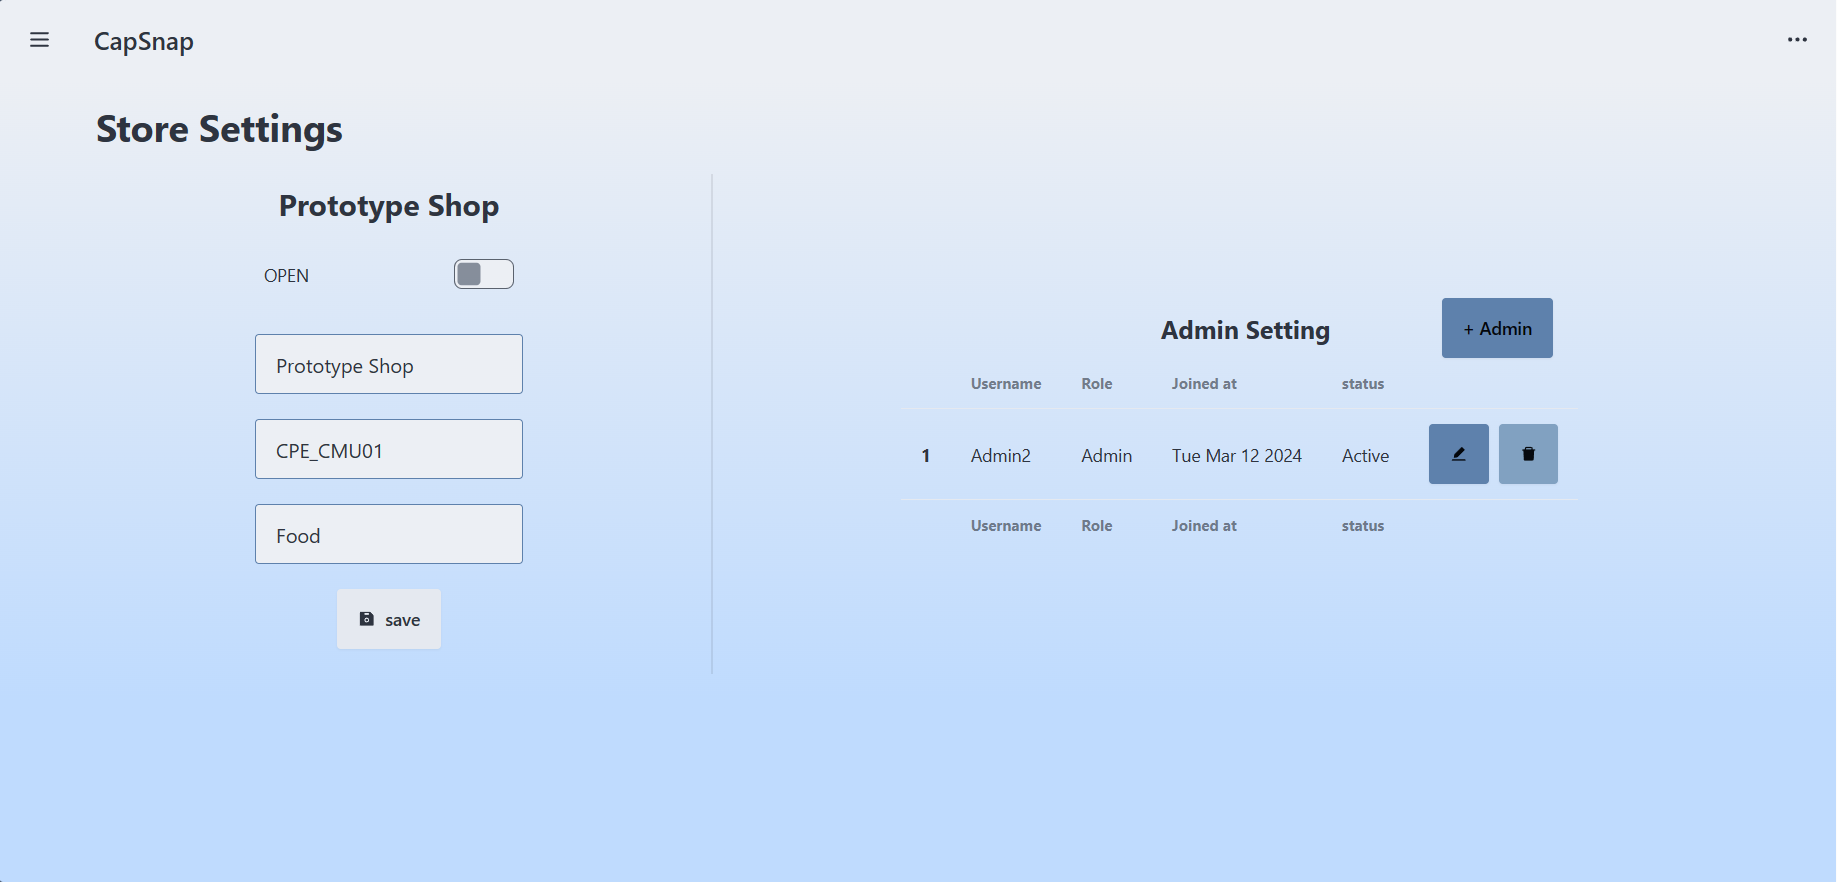 CapSnap
Store Settings
Prototype Shop
OPEN
Prototype Shop
CPE_CMU01
Food
save
Admin Setting
+ Admin
Username Role Joined at status
1 Admin2 Admin Tue Mar 12 2024 Active
Username Role Joined at status